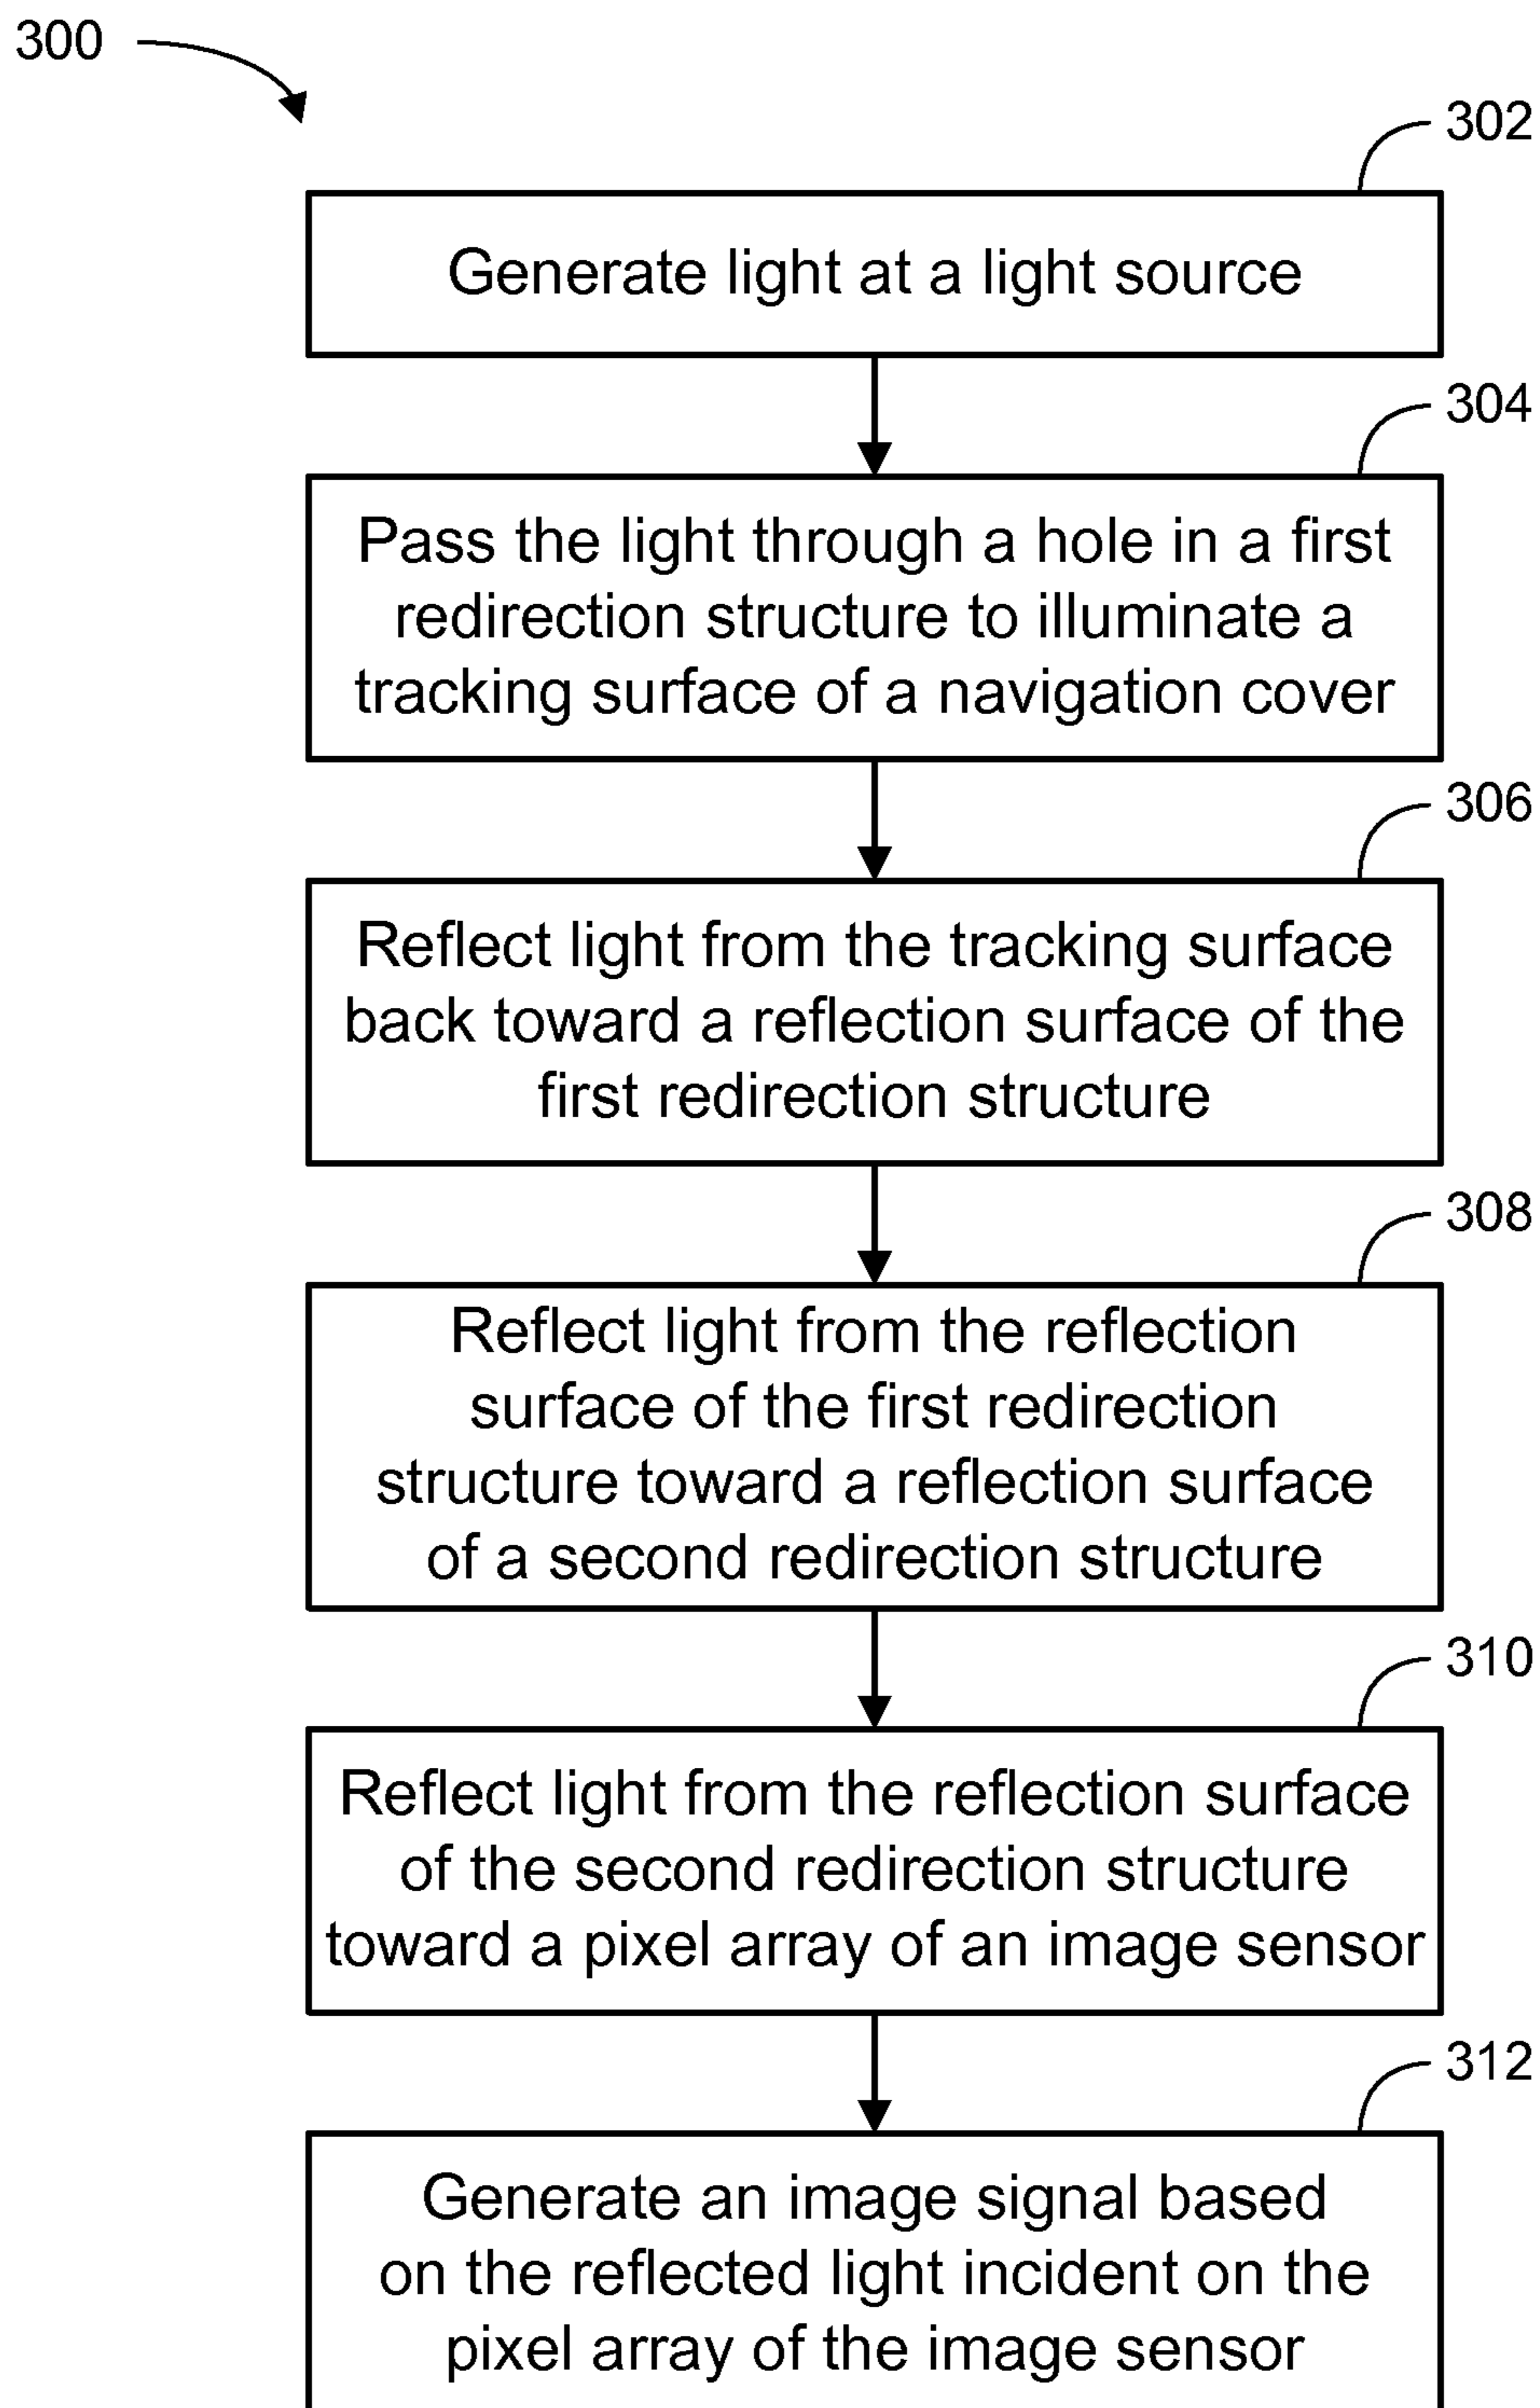 300
302
Generate light at a light source
304
Pass the light through a hole in a first
redirection structure to illuminate a
tracking surface of a navigation cover
306
Reflect light from the tracking surface
back toward a reflection surface of the
first redirection structure
308
Reflect light from the reflection
surface of the first redirection
structure toward a reflection surface
of a second redirection structure
310
Reflect light from the reflection surface
of the second redirection structure
toward a pixel array of an image sensor
312
Generate an image signal based
on the reflected light incident on the
pixel array of the image sensor